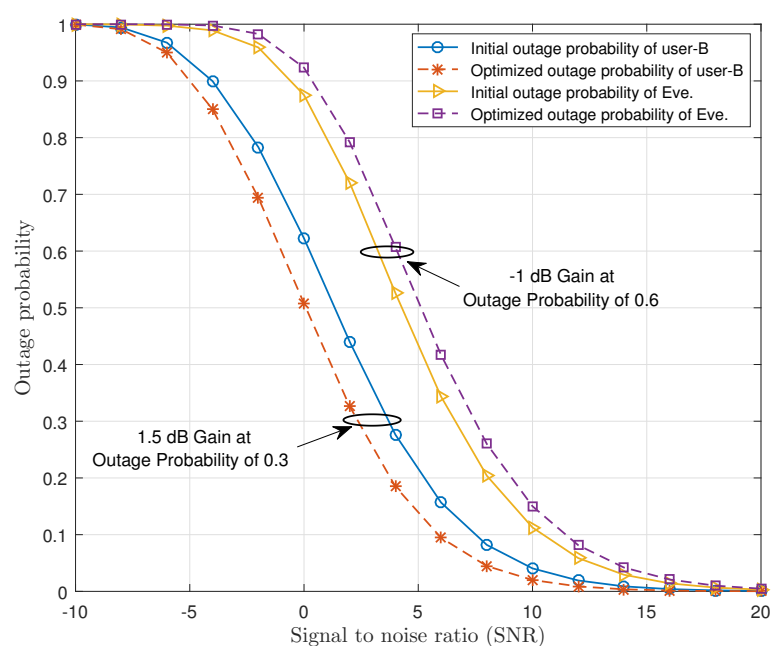 Initial outage probability of user-B
Optimized outage probability of user-B
Initial outage probability of Eve.
Optimized outage probability of Eve.
-1 dB Gain at
Outage Probability of 0.6
1.5 dB Gain at
Outage Probability of 0.3
Outage probability
1
0.9
0.8
0.7
0.6
0.5
0.4
0.3
0.2
0.1
0
-10
-5
0
5
10
15
20
Signal to noise ratio (SNR)